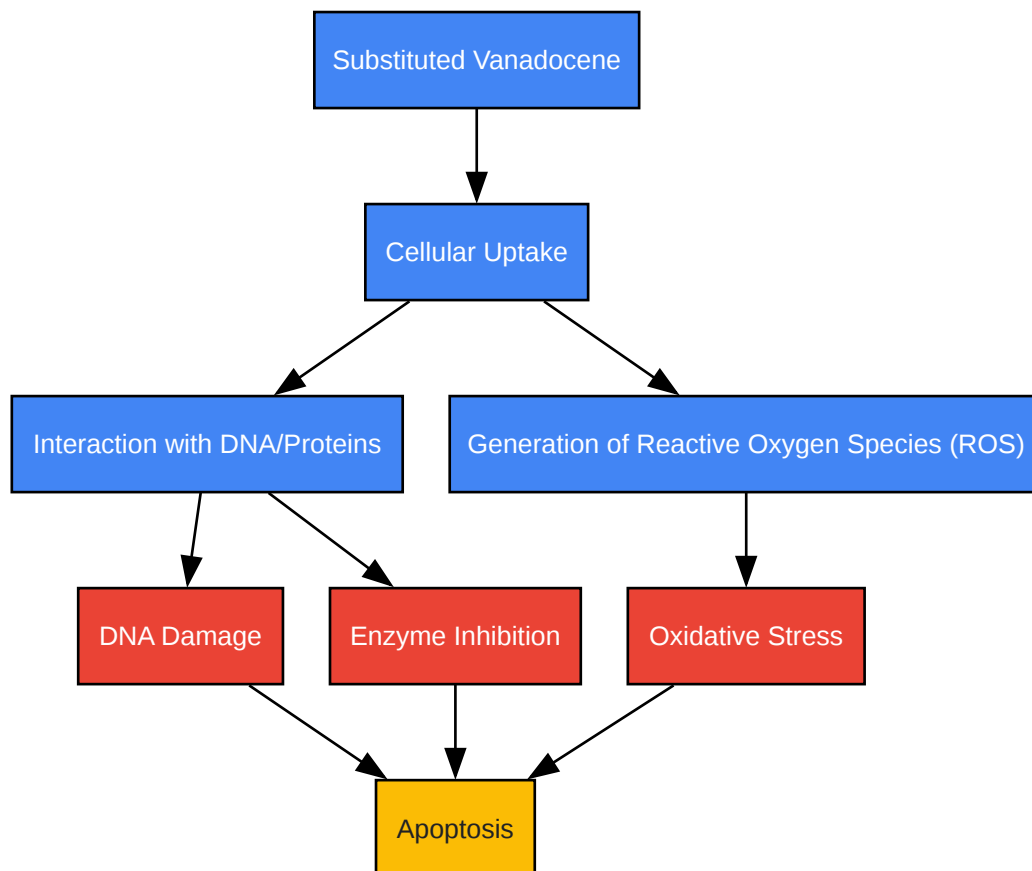 Substituted Vanadocene
Cellular Uptake
Interaction with DNA/Proteins
Generation of Reactive Oxygen Species (ROS)
DNA Damage
Enzyme Inhibition
Oxidative Stress
Apoptosis